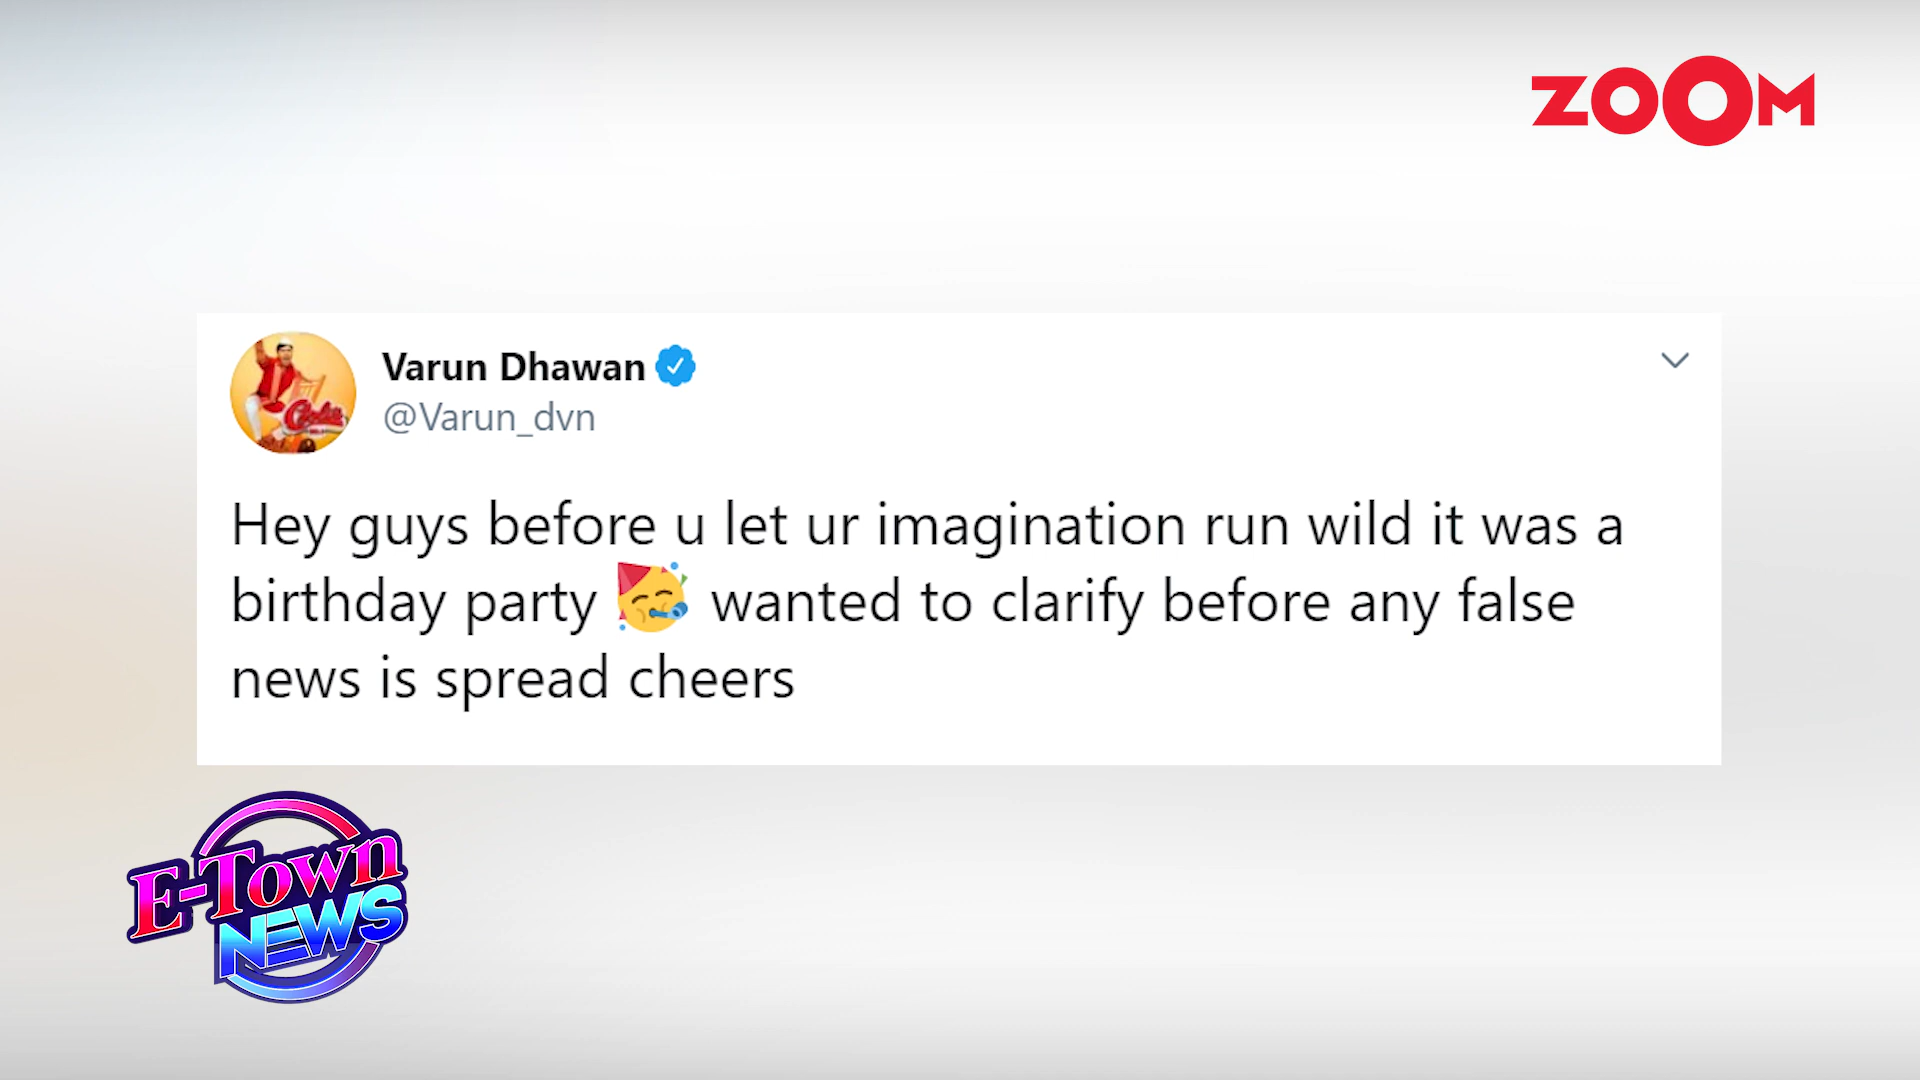 ZOOM
Varun Dhawan
@Varun_dvn
Hey guys before u let ur imagination run wild it was a
birthday party 🥳 wanted to clarify before any false
news is spread cheers
E-Town
NEWS